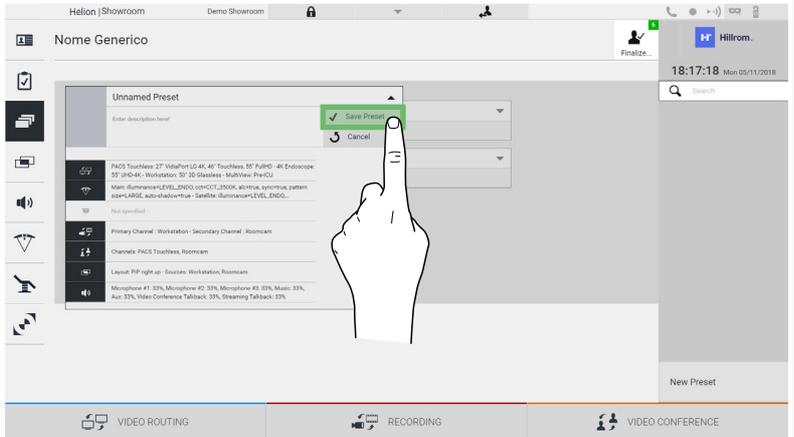 Helion | Showroom
Demo Showroom
Nome Generico
6
Finalize...
Hillrom.
18:17:18 Mon 05/11/2018
Search
Unnamed Preset
Enter description here!
Save Preset
Cancel
PACS Touchless: 27" VidiaPort LG 4K, 46" Touchless, 55" FullHD - 4K Endoscope:
55" UHD-4K - Workstation: 50" 3D Glassless - MultiView: Pre-ICU
Main: illuminance=LEVEL_ENDO, cct=CCT_3500K, alc=true, sync=true, pattern
size=LARGE, auto-shadow=true - Satellite: illuminance=LEVEL_ENDO,...
Not specified
Primary Channel : Workstation - Secondary Channel : Roomcam
Channels: PACS Touchless, Roomcam
Layout: PiP right up - Sources: Workstation, Roomcam
Microphone #1: 33%, Microphone #2: 33%, Microphone #3: 33%, Music: 33%,
Aux: 33%, Video Conference Talkback: 33%, Streaming Talkback: 33%
New Preset
VIDEO ROUTING
RECORDING
VIDEO CONFERENCE